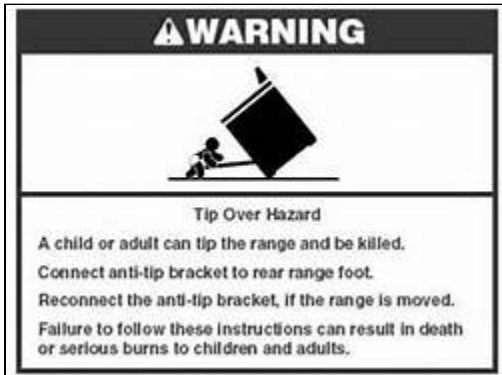 WARNING
Tip Over Hazard
A child or adult can tip the range and be killed.
Connect anti-tip bracket to rear range foot.
Reconnect the anti-tip bracket, if the range is moved.
Failure to follow these instructions can result in death
or serious burns to children and adults.